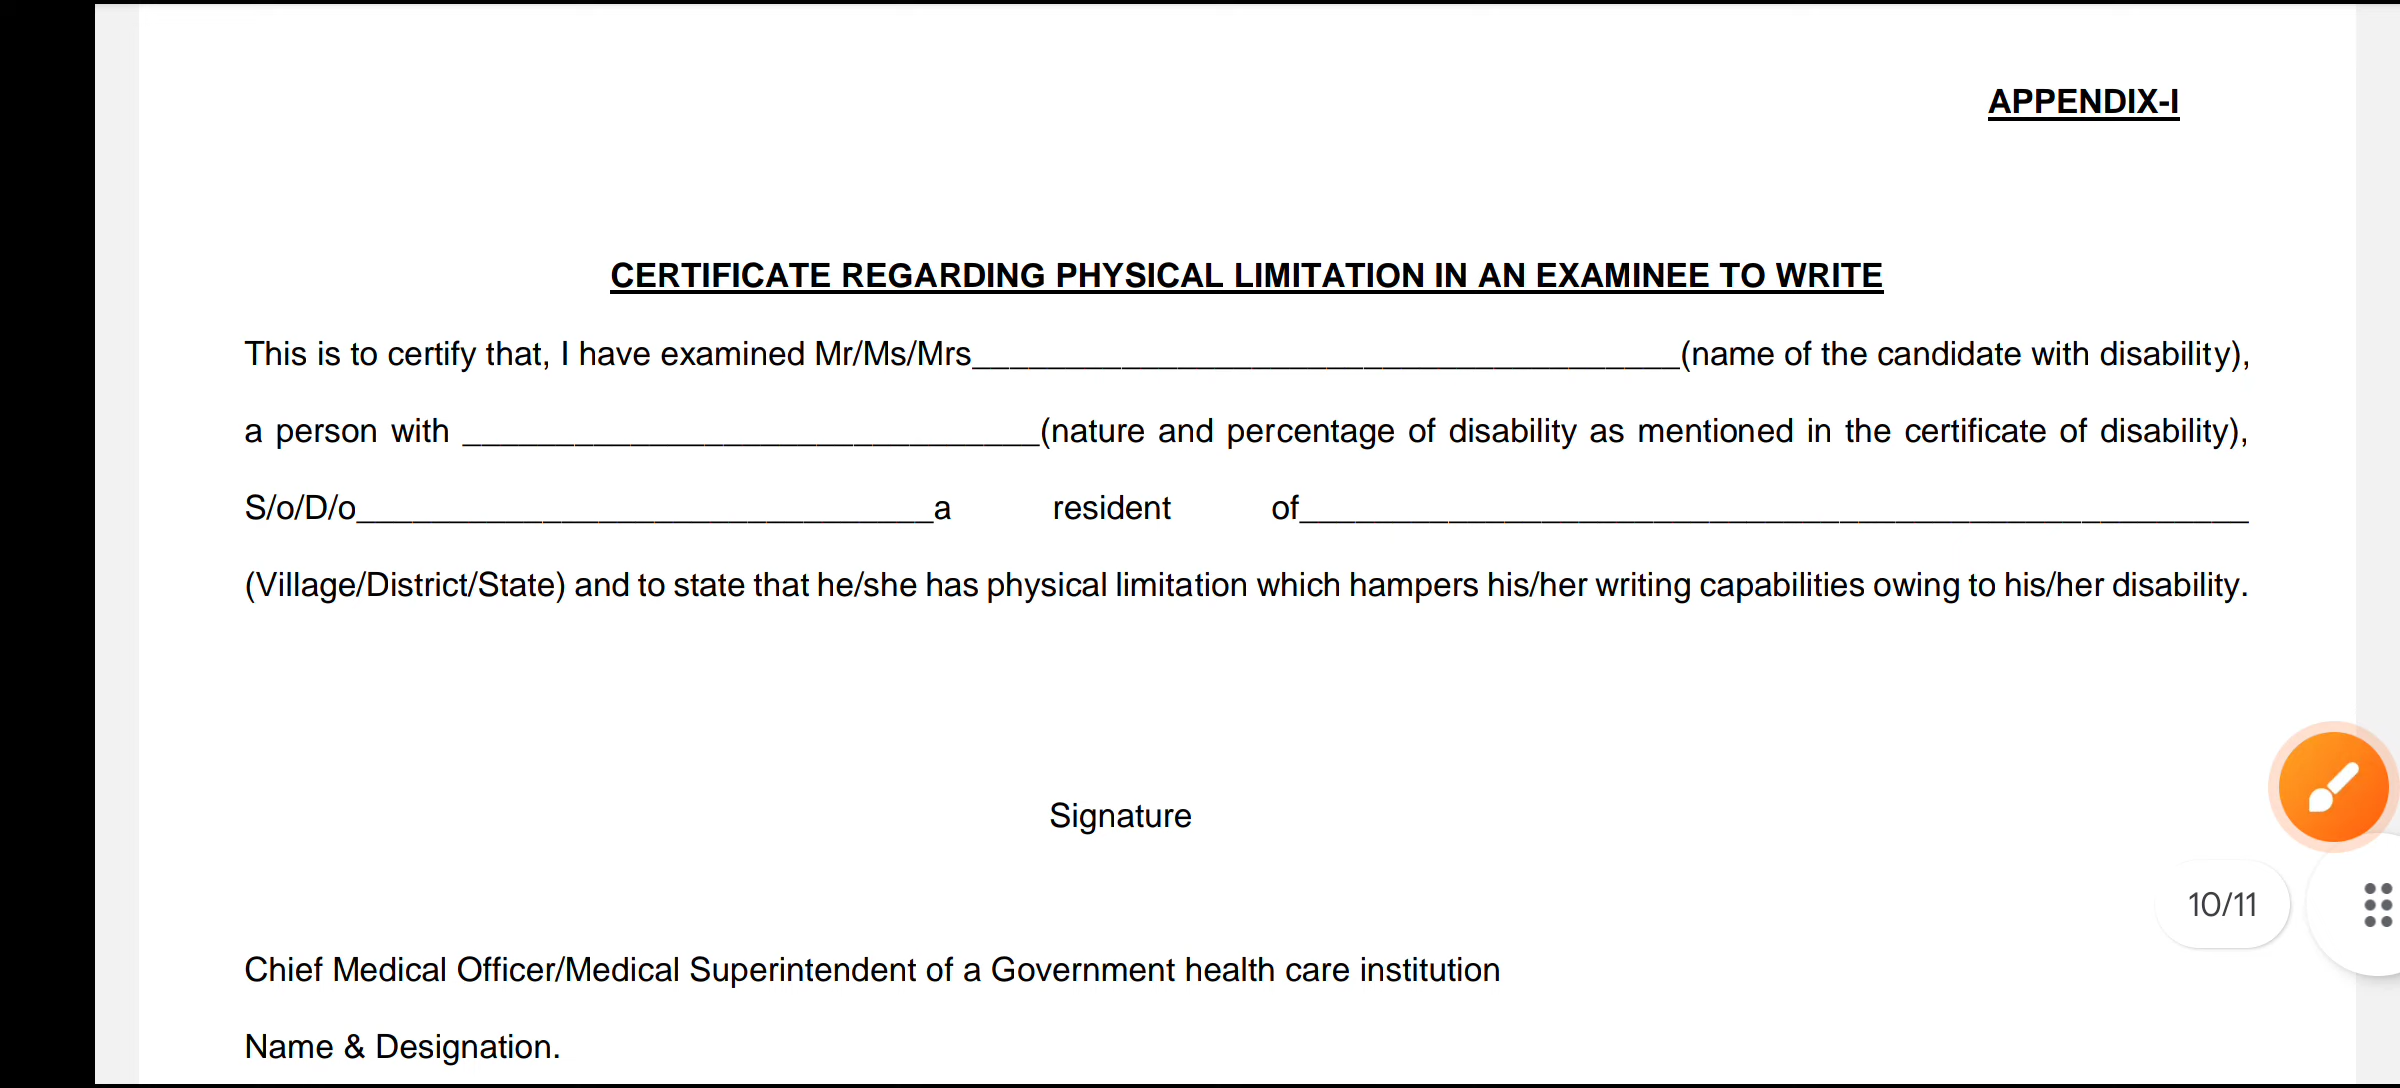 APPENDIX-I
CERTIFICATE REGARDING PHYSICAL LIMITATION IN AN EXAMINEE TO WRITE
This is to certify that, I have examined Mr/Ms/Mrs______________________________________(name of the candidate with disability),
a person with _______________________________(nature and percentage of disability as mentioned in the certificate of disability),
S/o/D/o_______________________________a resident of___________________________________________________
(Village/District/State) and to state that he/she has physical limitation which hampers his/her writing capabilities owing to his/her disability.
Signature
10/11
Chief Medical Officer/Medical Superintendent of a Government health care institution
Name & Designation.